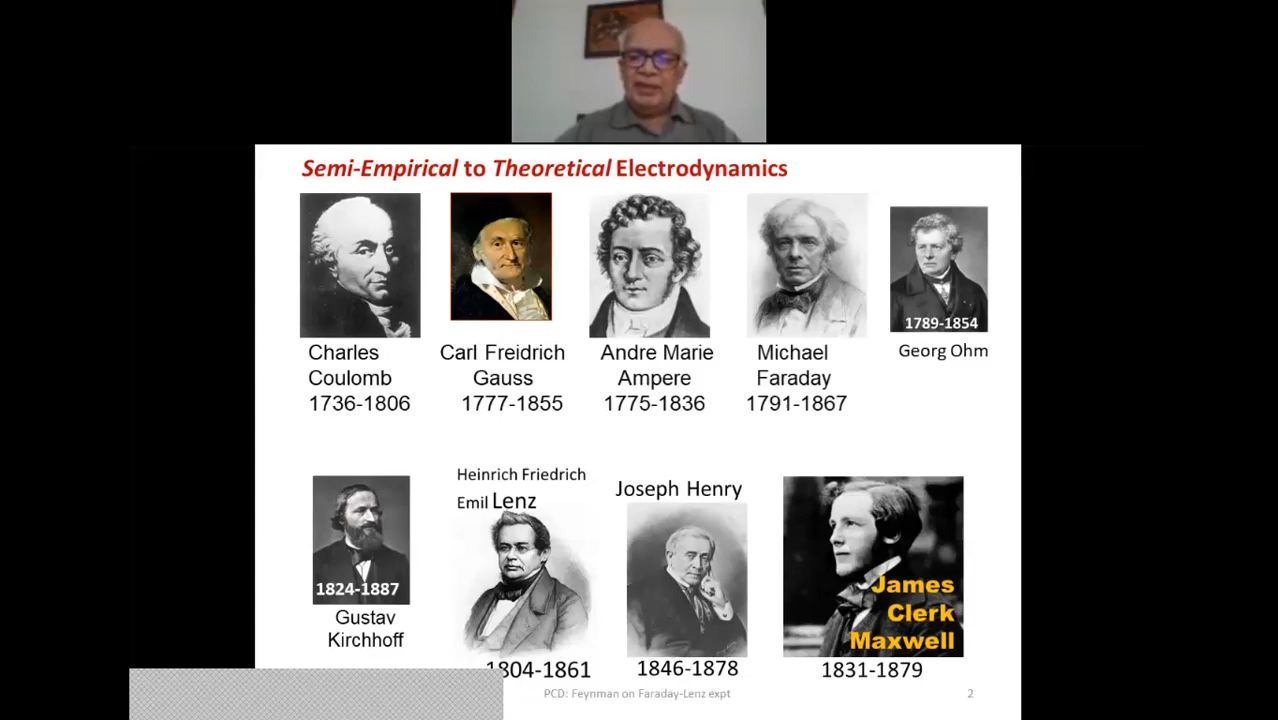 Semi-Empirical to Theoretical Electrodynamics
Charles
Coulomb
1736-1806
Carl Freidrich
Gauss
1777-1855
Andre Marie
Ampere
1775-1836
Michael
Faraday
1791-1867
1789-1854
Georg Ohm
1824-1887
Gustav
Kirchhoff
Heinrich Friedrich
Emil Lenz
1804-1861
Joseph Henry
1846-1878
James
Clerk
Maxwell
1831-1879
PCD: Feynman on Faraday-Lenz expt
2